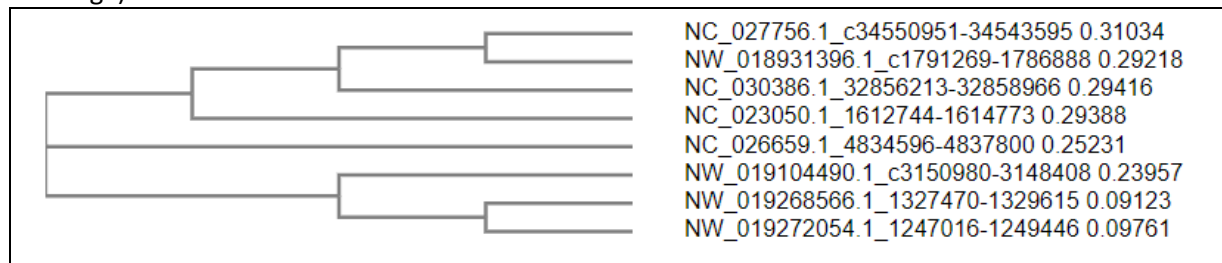 NC_027756.1_c34550951-34543595 0.31034
NW_018931396.1_c1791269-1786888 0.29218
NC_030386.1_32856213-32858966 0.29416
NC_023050.1_1612744-1614773 0.29388
NC_026659.1_4834596-4837800 0.25231
NW_019104490.1_c3150980-3148408 0.23957
NW_019268566.1_1327470-1329615 0.09123
NW_019272054.1_1247016-1249446 0.09761